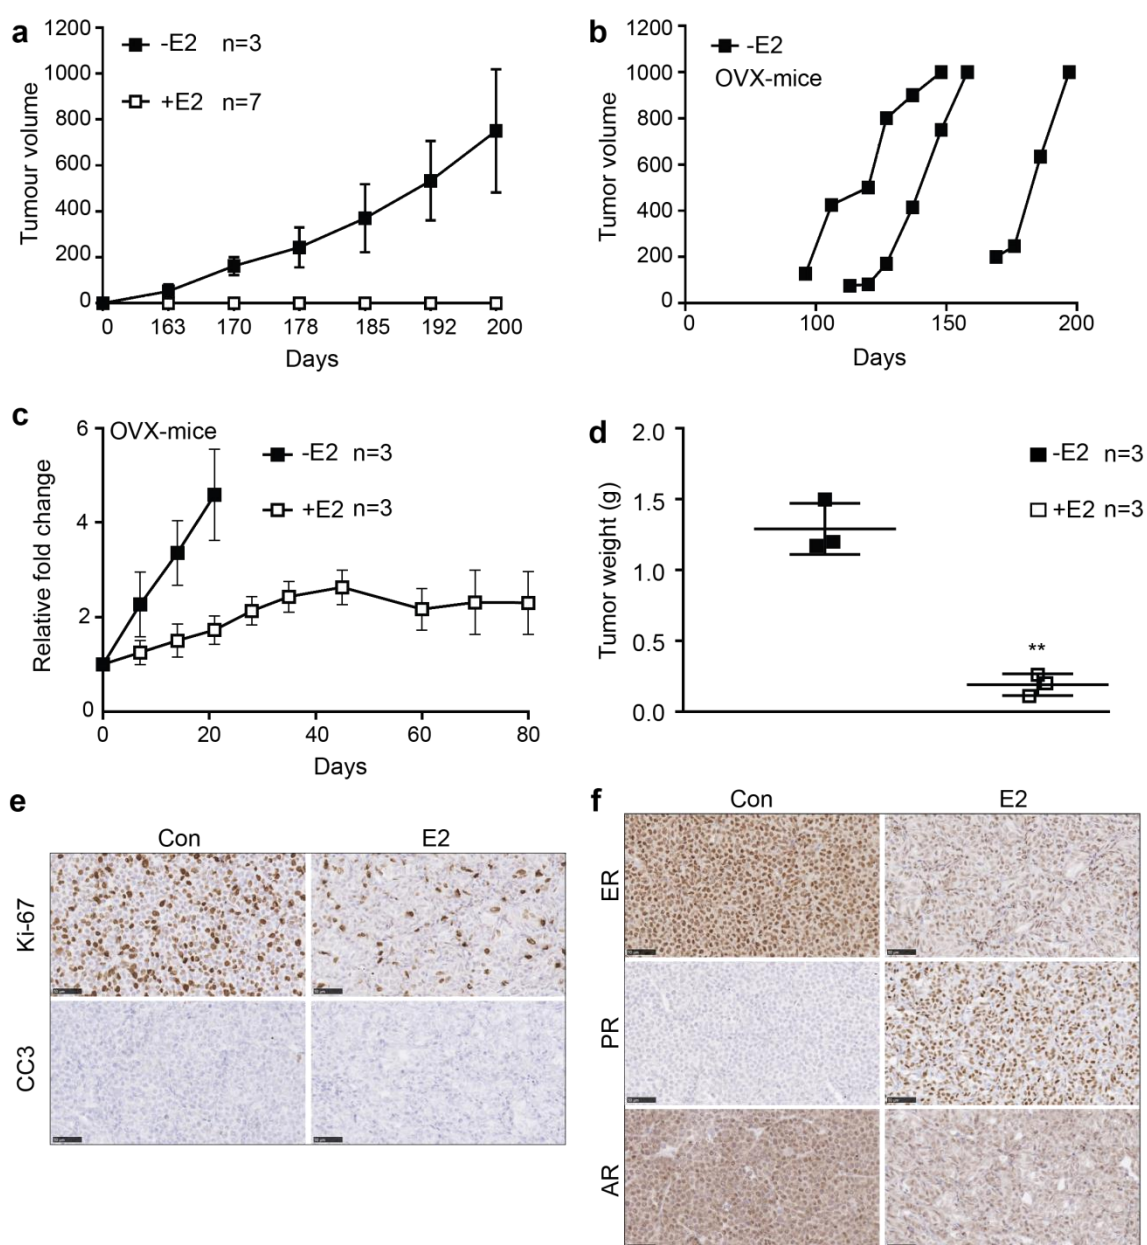 a
1200
1000
800
600
400
200
0
Tumour volume
-E2 n=3
+E2 n=7
0 163 170 178 185 192 200
Days
b
1200
1000
800
600
400
200
0
Tumor volume
-E2
OVX-mice
0 100 150 200
Days
c
6
4
2
0
Relative fold change
OVX-mice
-E2 n=3
+E2 n=3
0 20 40 60 80
Days
d
2.0
1.5
1.0
0.5
0.0
Tumor weight (g)
-E2 n=3
+E2 n=3
**
e
Con E2
Ki-67
CC3
f
Con E2
ER
PR
AR